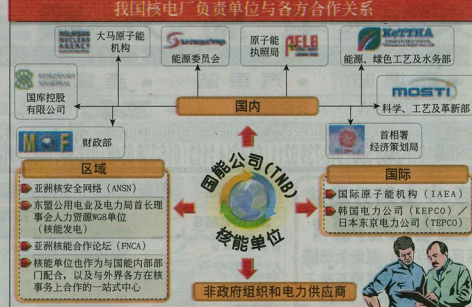 我国核电厂负责单位与各方合作关系
MALAYSIAN
NUCLEAR
AGENCY
大马原子能
机构
能源委员会
原子能
执照局
AELB
KeTTHA
能源、绿色工艺及水务部
KHAZANAH
NASIONAL
国库控股
有限公司
国内
MOSTI
科学、工艺及革新部
财政部
首相署
经济策划局
国能公司(TNB)
核能单位
区域
亚洲核安全网络(ANSN)
东盟公用电业及电力局首长理
事会人力资源WG8单位
(核能发电)
亚洲核能合作论坛(FNCA)
核能单位也作为与国能内部部
门配合,以及与外界各方在核
事务上合作的一站式中心
国际
国际原子能机构(IAEA)
韩国电力公司(KEPCO)/
日本东京电力公司(TEPCO)
非政府组织和电力供应商